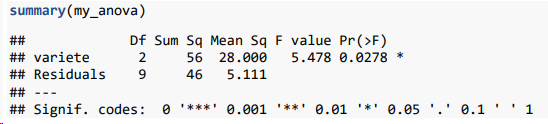 summary(my_anova)
##             Df Sum Sq Mean Sq F value Pr(>F)
## variete      2     56  28.000   5.478 0.0278 *
## Residuals    9     46   5.111
## ---
## Signif. codes:  0 '***' 0.001 '**' 0.01 '*' 0.05 '.' 0.1 ' ' 1